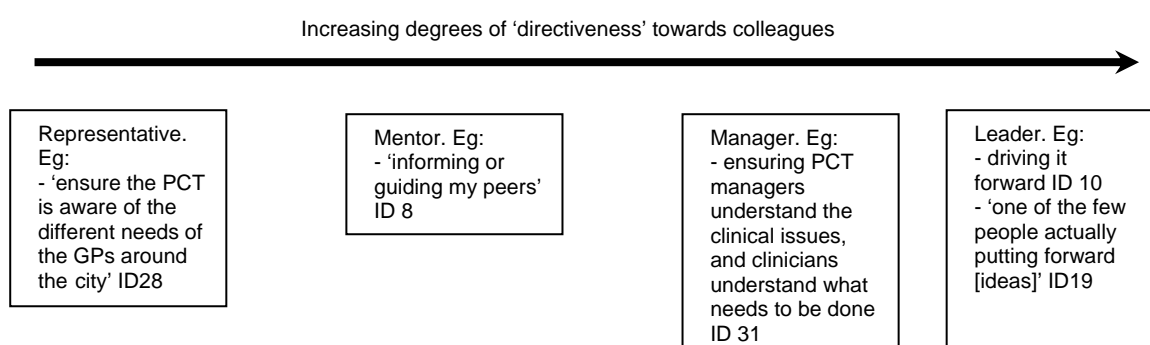 Increasing degrees of ‘directiveness’ towards colleagues
Representative.
Eg:
- ‘ensure the PCT
is aware of the
different needs of
the GPs around
the city’ ID28
Mentor. Eg:
- ‘informing or
guiding my peers’
ID 8
Manager. Eg:
- ensuring PCT
managers
understand the
clinical issues,
and clinicians
understand what
needs to be done
ID 31
Leader. Eg:
- driving it
forward ID 10
- ‘one of the few
people actually
putting forward
[ideas]’ ID19